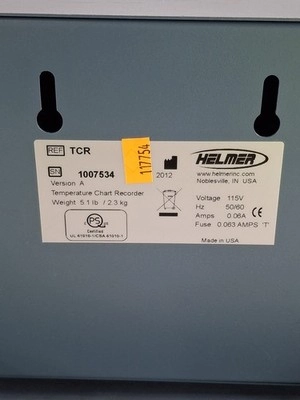 REF TCR
SN 1007534
Version A
Temperature Chart Recorder
Weight 5.1 lb / 2.3 kg
PS
Certified
UL 61010-1/CSA 61010-1
117754
2012
HELMER
www.helmerinc.com
Noblesville, IN USA
Voltage 115V
Hz 50/60
Amps 0.06A
Fuse 0.063 AMPS 'T'
CE
Made in USA